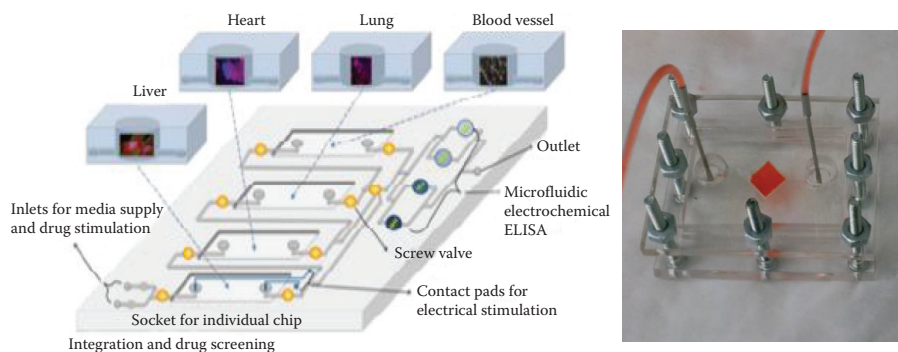 Heart
Lung
Blood vessel
Liver
Outlet
Microfluidic
electrochemical
ELISA
Inlets for media supply
and drug stimulation
Screw valve
Contact pads for
electrical stimulation
Socket for individual chip
Integration and drug screening